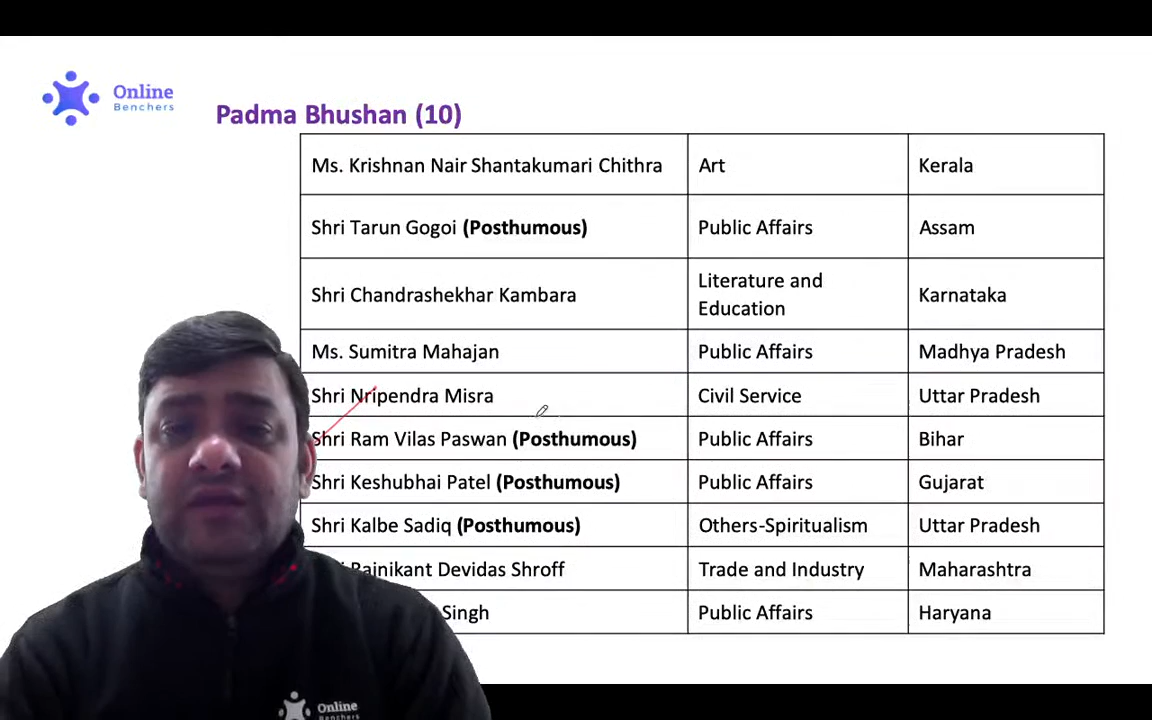 Online
Benchers
Padma Bhushan (10)
Ms. Krishnan Nair Shantakumari Chithra Art Kerala
Shri Tarun Gogoi (Posthumous) Public Affairs Assam
Shri Chandrashekhar Kambara Literature and Education Karnataka
Ms. Sumitra Mahajan Public Affairs Madhya Pradesh
Shri Nripendra Misra Civil Service Uttar Pradesh
Shri Ram Vilas Paswan (Posthumous) Public Affairs Bihar
Shri Keshubhai Patel (Posthumous) Public Affairs Gujarat
Shri Kalbe Sadiq (Posthumous) Others-Spiritualism Uttar Pradesh
Rajnikant Devidas Shroff Trade and Industry Maharashtra
Singh Public Affairs Haryana
Online
Benchers